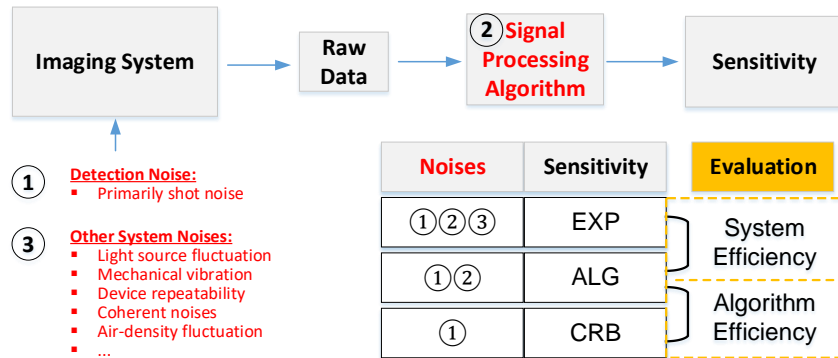 Imaging System
Raw
Data
② Signal
Processing
Algorithm
Sensitivity
① Detection Noise:
▪ Primarily shot noise
③ Other System Noises:
▪ Light source fluctuation
▪ Mechanical vibration
▪ Device repeatability
▪ Coherent noises
▪ Air-density fluctuation
▪ ...
Noises Sensitivity Evaluation
①②③ EXP
①② ALG
① CRB
System
Efficiency
Algorithm
Efficiency